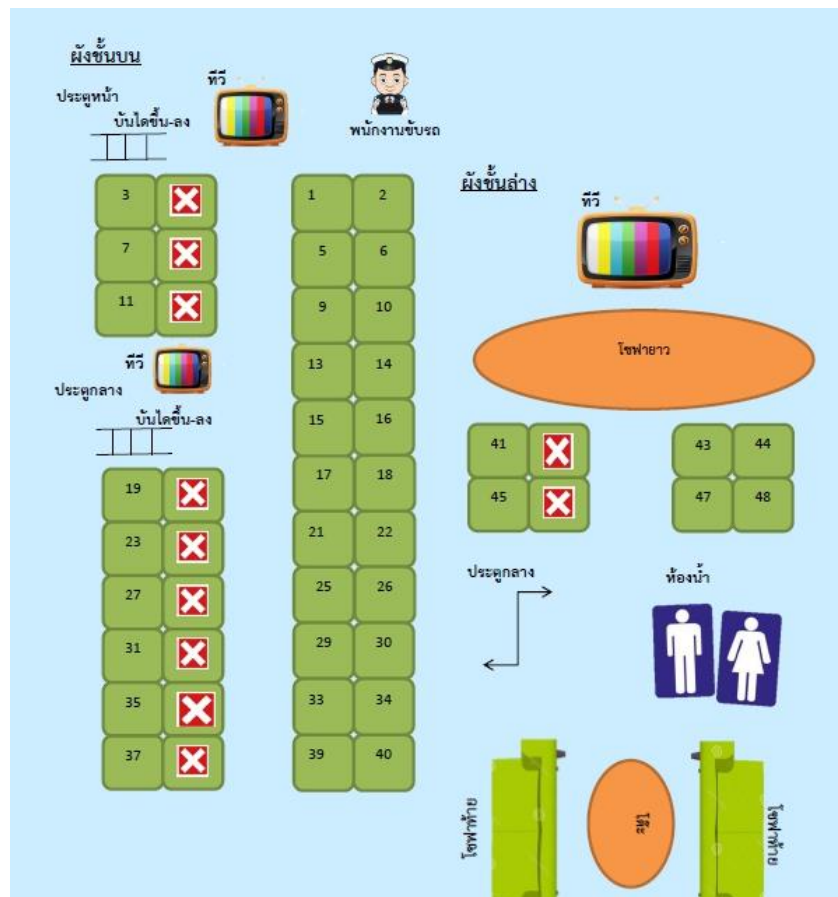 ผังชั้นบน
ทีวี
ประตูหน้า
บันไดขึ้น-ลง
พนักงานขับรถ
3
1 2
7
5 6
11
9 10
ทีวี
13 14
ประตูกลาง
บันไดขึ้น-ลง
15 16
19
17 18
23
21 22
27
25 26
31
29 30
35
33 34
37
39 40
ผังชั้นล่าง
ทีวี
โซฟายาว
41
43 44
45
47 48
ประตูกลาง
ห้องน้ำ
โซฟาท้าย
โต๊ะ
โซฟาท้าย